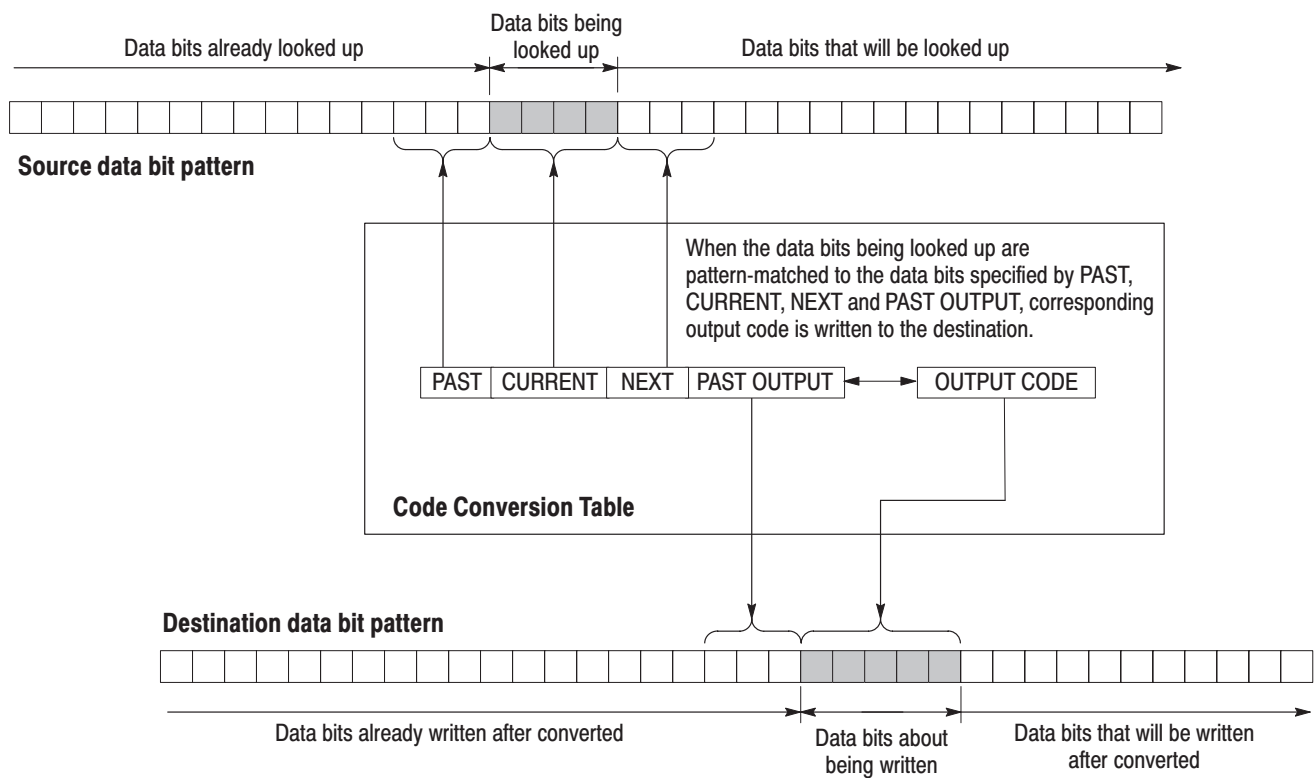 Data bits already looked up
Data bits being
looked up
Data bits that will be looked up
Source data bit pattern
When the data bits being looked up are
pattern-matched to the data bits specified by PAST,
CURRENT, NEXT and PAST OUTPUT, corresponding
output code is written to the destination.
PAST CURRENT NEXT PAST OUTPUT OUTPUT CODE
Code Conversion Table
Destination data bit pattern
Data bits already written after converted
Data bits about
being written
Data bits that will be written
after converted